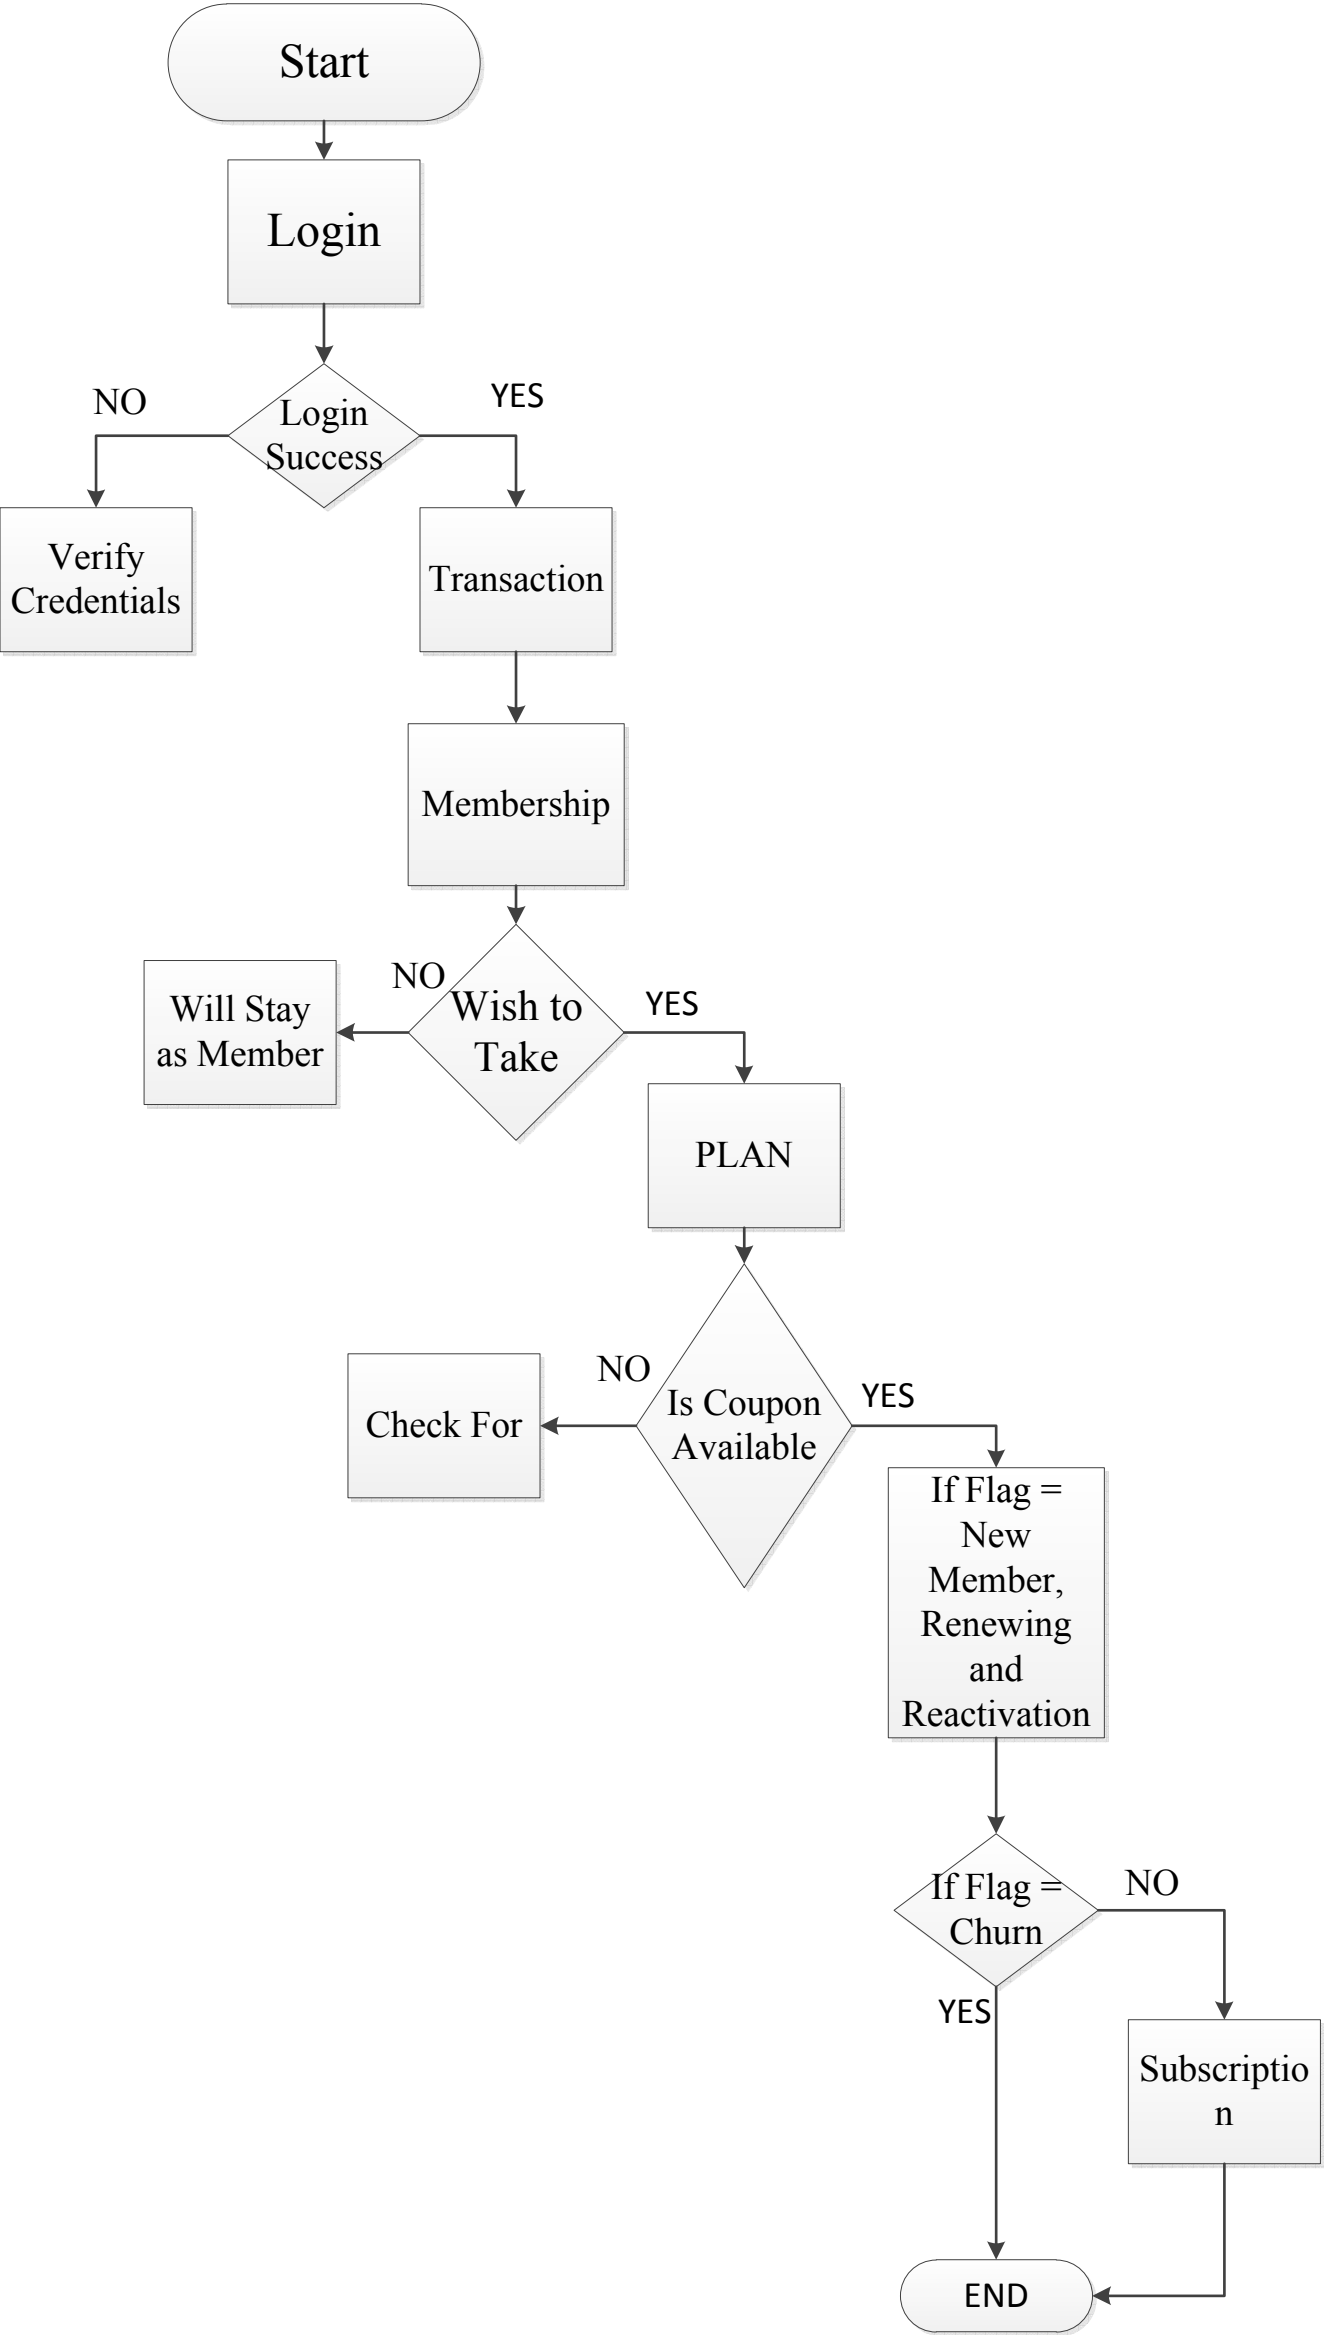 Start
Login
NO
YES
Login
Success
Verify
Credentials
Transaction
Membership
NO
YES
Will Stay
as Member
Wish to
Take
PLAN
NO
YES
Check For
Is Coupon
Available
If Flag =
New
Member,
Renewing
and
Reactivation
If Flag =
Churn
NO
YES
Subscriptio
n
END